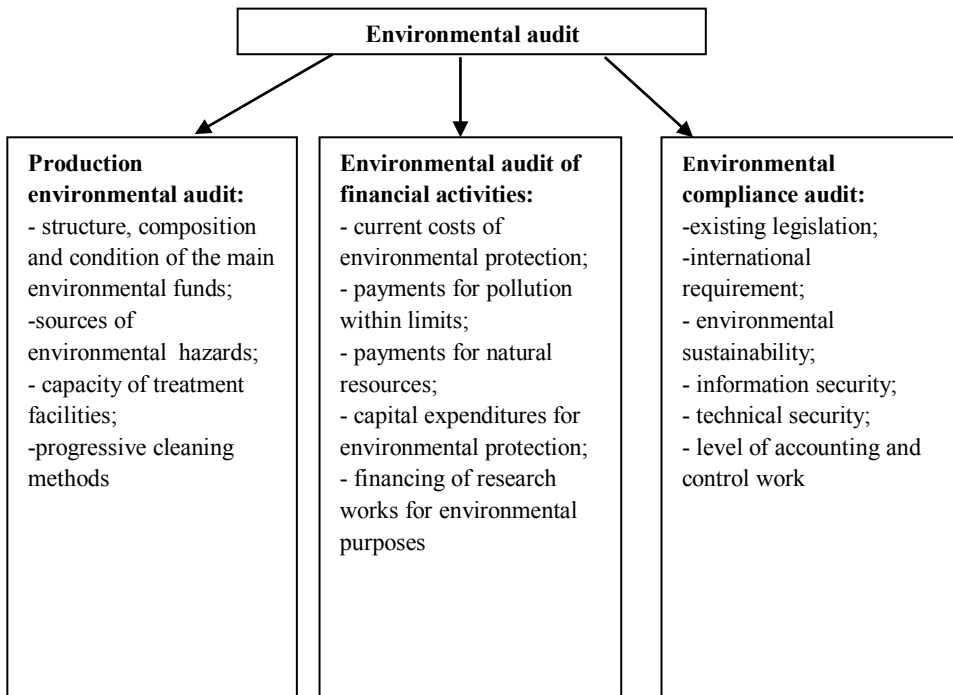 Environmental audit
Production
environmental audit:
- structure, composition
and condition of the main
environmental funds;
-sources of
environmental hazards;
- capacity of treatment
facilities;
-progressive cleaning
methods
Environmental audit of
financial activities:
- current costs of
environmental protection;
- payments for pollution
within limits;
- payments for natural
resources;
- capital expenditures for
environmental protection;
- financing of research
works for environmental
purposes
Environmental
compliance audit:
-existing legislation;
-international
requirement;
- environmental
sustainability;
- information security;
- technical security;
- level of accounting and
control work